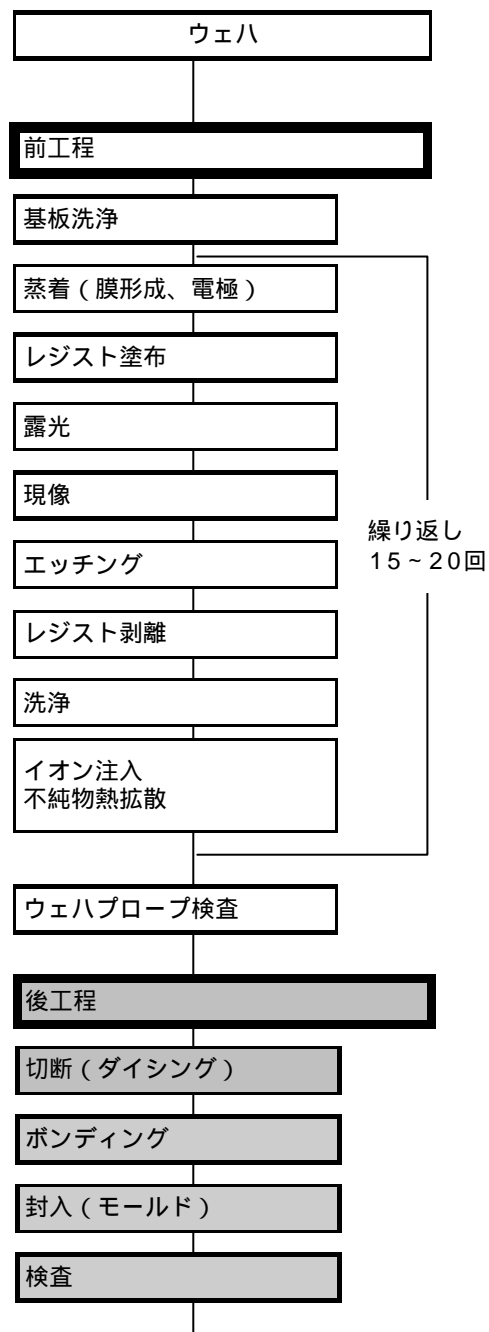 ウェハ
前工程
基板洗浄
蒸着（膜形成、電極）
レジスト塗布
露光
現像
繰り返し
15~20回
エッチング
レジスト剥離
洗浄
イオン注入
不純物熱拡散
ウェハプローブ検査
後工程
切断（ダイシング）
ボンディング
封入（モールド）
検査